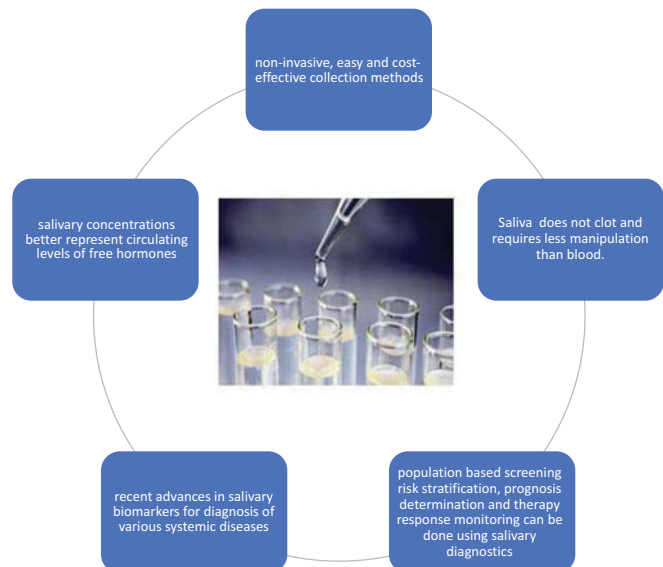 non-invasive, easy and cost-
effective collection methods
Saliva does not clot and
requires less manipulation
than blood.
population based screening
risk stratification, prognosis
determination and therapy
response monitoring can be
done using salivary
diagnostics
recent advances in salivary
biomarkers for diagnosis of
various systemic diseases
salivary concentrations
better represent circulating
levels of free hormones